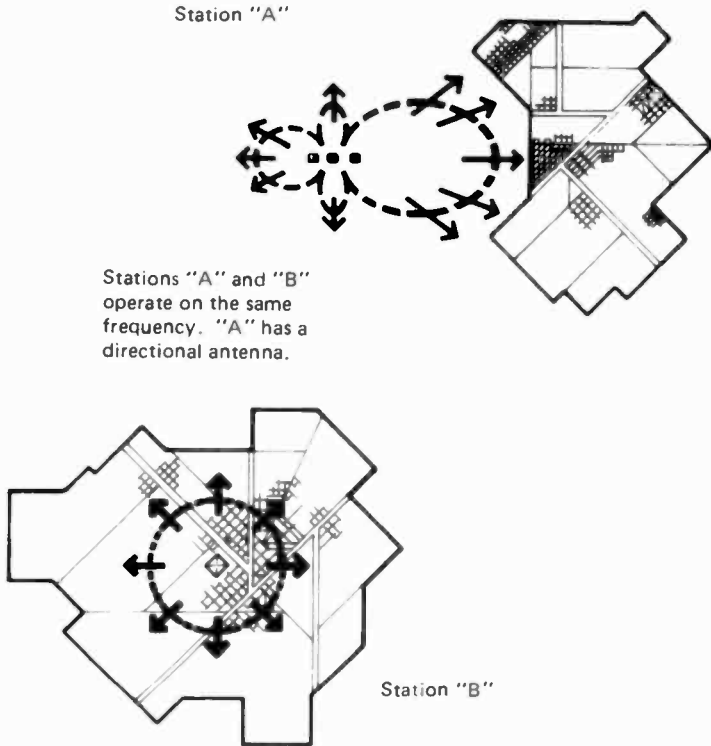 Station "A"
Stations "A" and "B"
operate on the same
frequency. "A" has a
directional antenna.
Station "B"